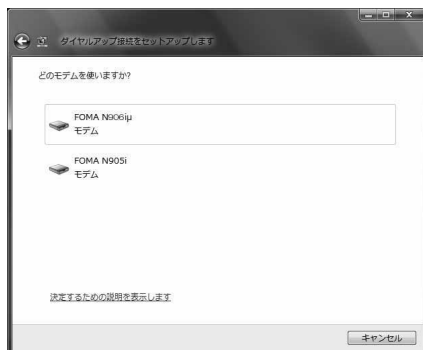 ダイヤルアップ接続をセットアップします
どのモデムを使いますか?
FOMA N906iμ
モデム
FOMA N905i
モデム
決定するための説明を表示します
キャンセル